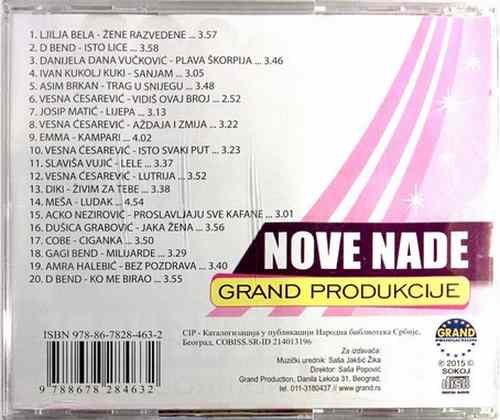 1. LJILJA BELA - ŽENE RAZVEDENE ... 3.57
2. D BEND - ISTO LICE ... 3.58
3. DANIJELA DANA VUČKOVIĆ - PLAVA ŠKORPIJA ... 3.46
4. IVAN KUKOLJ KUKI - SANJAM ... 3.05
5. ASIM BRKAN - TRAG U SNIJEGU ... 3.48
6. VESNA ĆESAREVIĆ - VIDIŠ OVAJ BROJ ... 2.52
7. JOSIP MATIĆ - LIJEPA ... 3.13
8. VESNA ĆESAREVIĆ - AŽDAJA I ZMIJA ... 3.22
9. EMMA - KAMPARI ... 4.02
10. VESNA ĆESAREVIĆ - ISTO SVAKI PUT ... 3.23
11. SLAVIŠA VUJIĆ - LELE ... 3.37
12. VESNA ĆESAREVIĆ - LUTRIJA ... 3.52
13. DIKI - ŽIVIM ZA TEBE ... 3.38
14. MEŠA - LUDAK ... 4.54
15. ACKO NEZIROVIĆ - PROSLAVLJAJU SVE KAFANE ... 3.01
16. DUŠICA GRABOVIĆ - JAKA ŽENA ... 3.56
17. COBE - CIGANKA ... 3.50
18. GAGI BEND - MILIJARDE ... 3.29
19. AMRA HALEBIĆ - BEZ POZDRAVA ... 3.40
20. D BEND - KO ME BIRAO ... 3.55
NOVE NADE
GRAND PRODUKCIJE
ISBN 978-86-7828-463-2
9 788678 284632
CIP - Каталогизација у публикацији Народна библиотека Србије,
Београд, COBISS.SR-ID 214013196
Za izdavača:
Muzički urednik: Saša Jakšić Žika
Direktor: Saša Popović
Grand Production, Danila Lekića 31, Beograd,
tel. 011-3180437 // www.grand.rs
GRAND
PRODUCTION
℗ 2015 ©
SOKOJ
COMPACT
disc
DIGITAL AUDIO